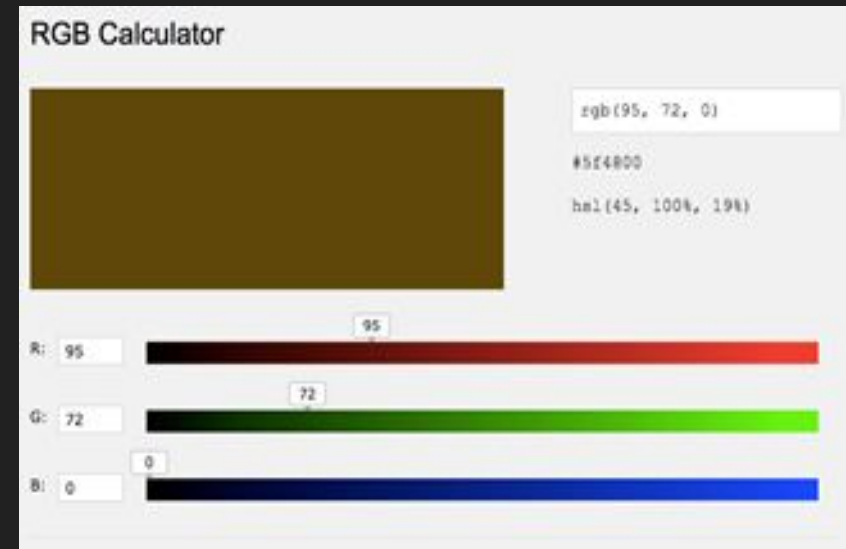 RGB Calculator
rgb(95, 72, 0)
#5f4800
hsl(45, 100%, 19%)
95
R: 95
72
G: 72
0
B: 0